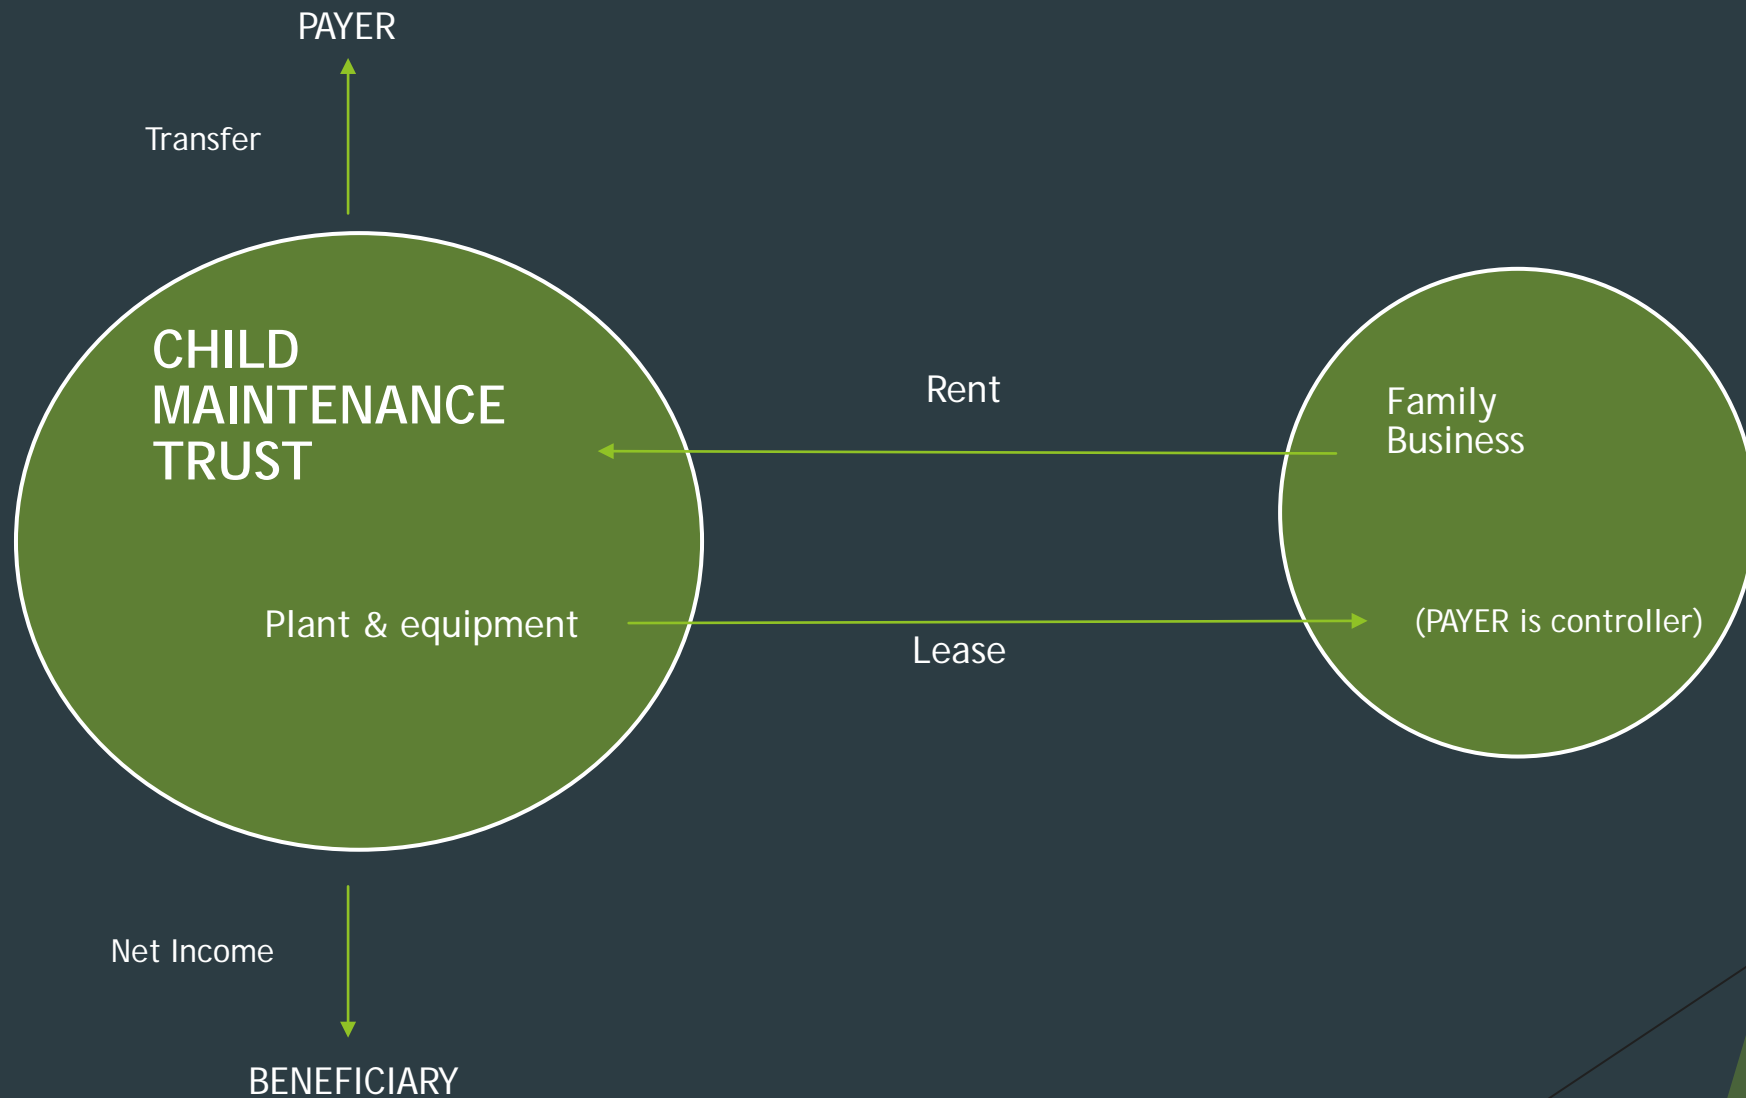 PAYER
Transfer
CHILD
MAINTENANCE
TRUST
Rent
Family
Business
Plant & equipment
Lease
(PAYER is controller)
Net Income
BENEFICIARY